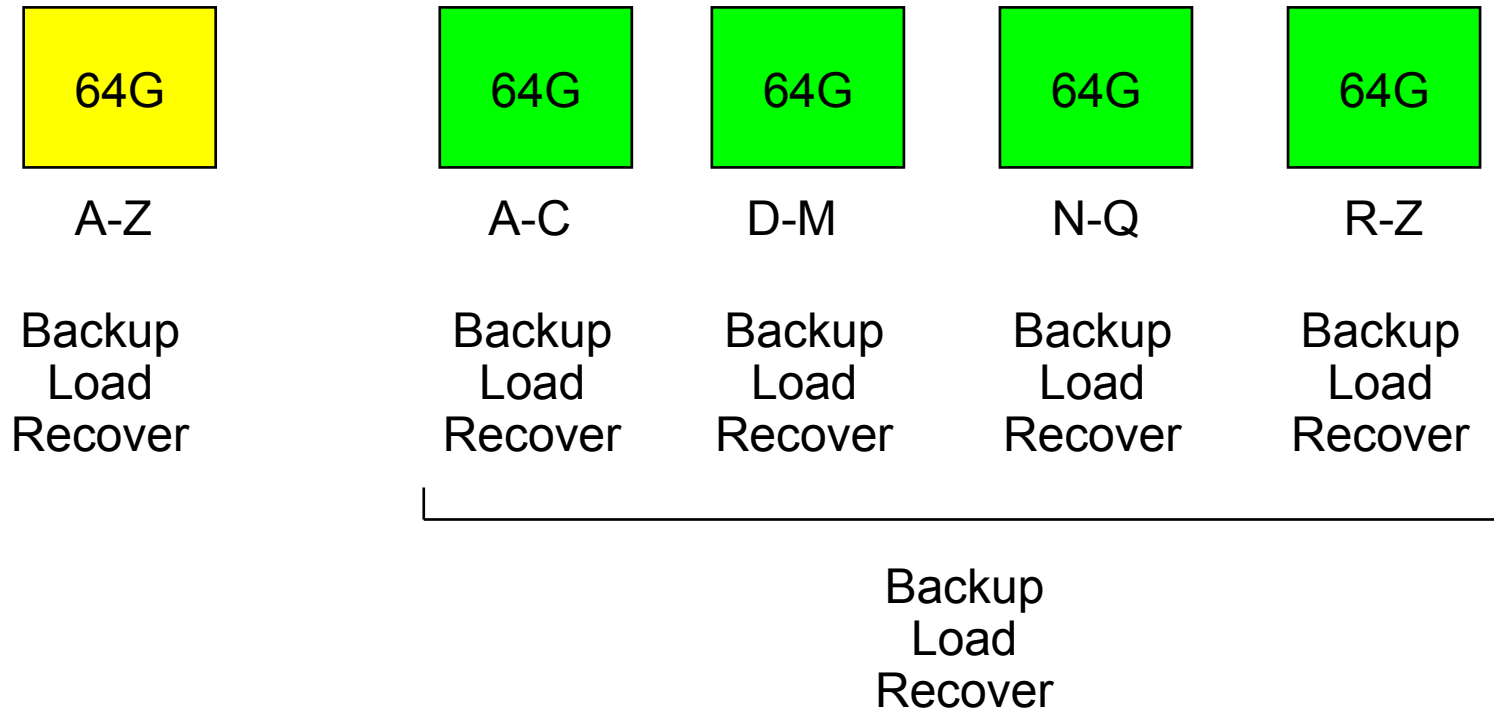 64G 64G 64G 64G 64G
A-Z A-C D-M N-Q R-Z
Backup Backup Backup Backup Backup
Load Load Load Load Load
Recover Recover Recover Recover Recover
Backup
Load
Recover